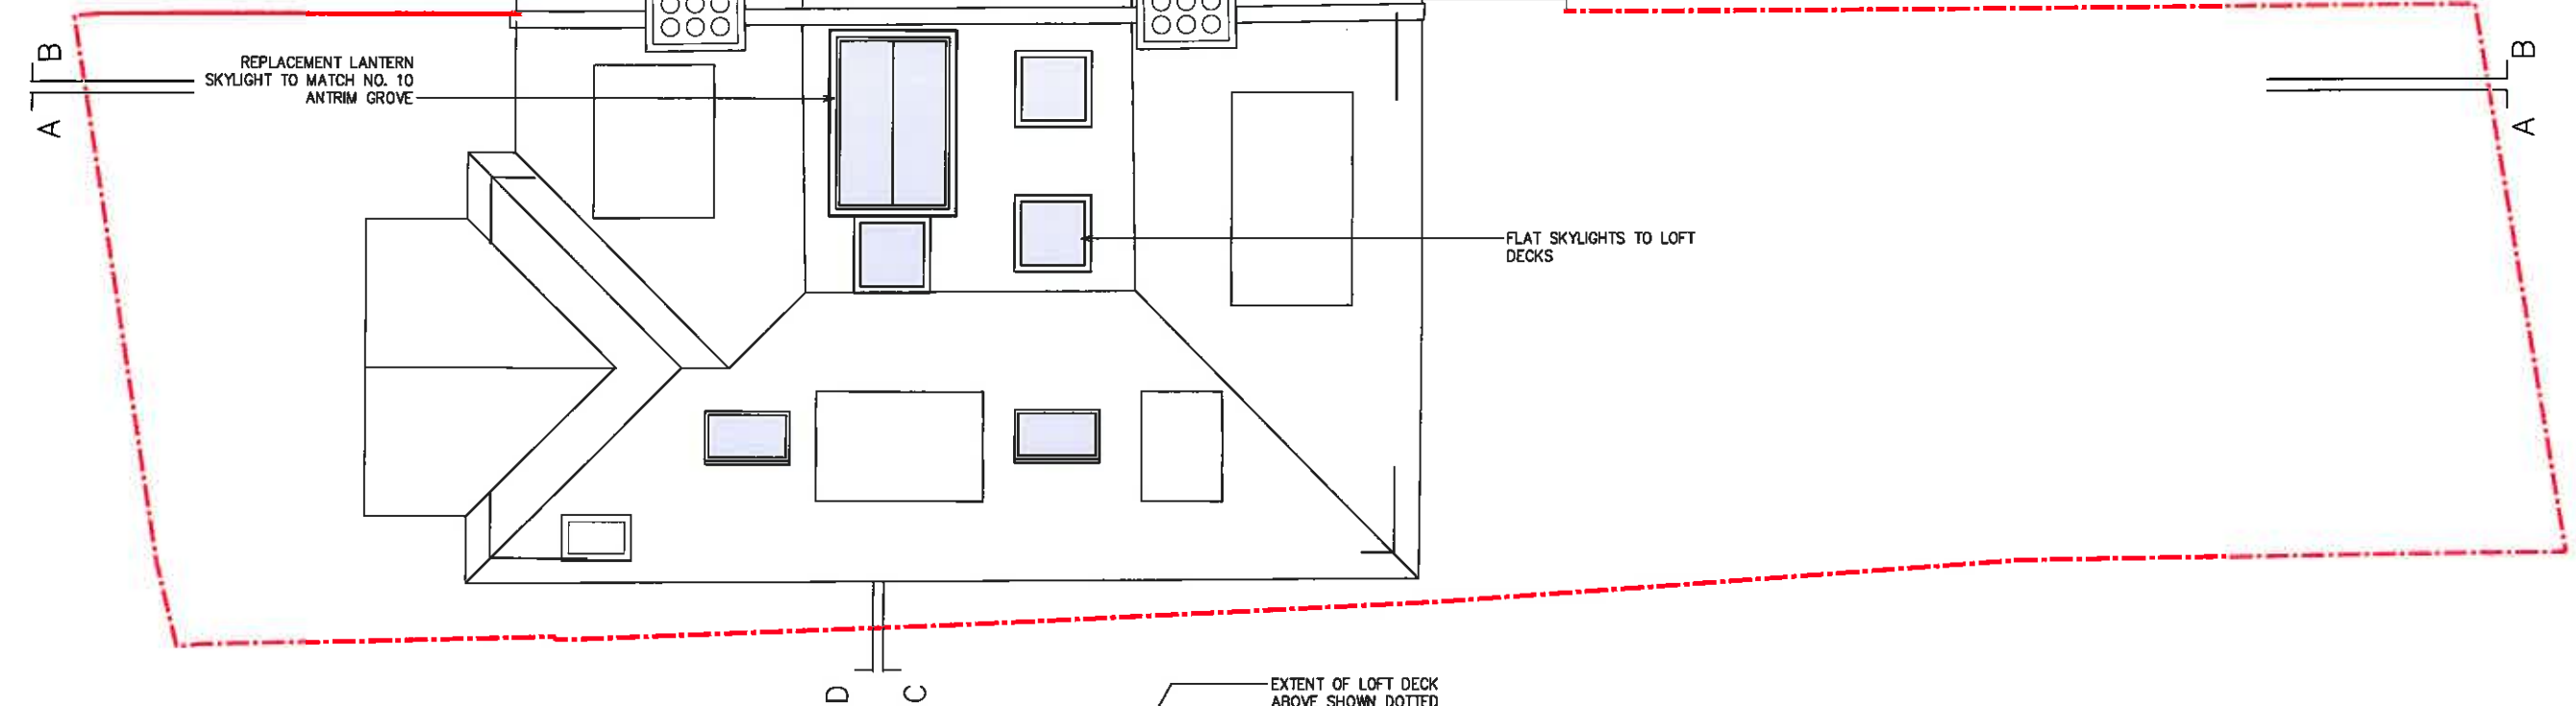 B
A
REPLACEMENT LANTERN
SKYLIGHT TO MATCH NO. 10
ANTRIM GROVE
B
A
FLAT SKYLIGHTS TO LOFT
DECKS
D
C
EXTENT OF LOFT DECK
ABOVE SHOWN DOTTED